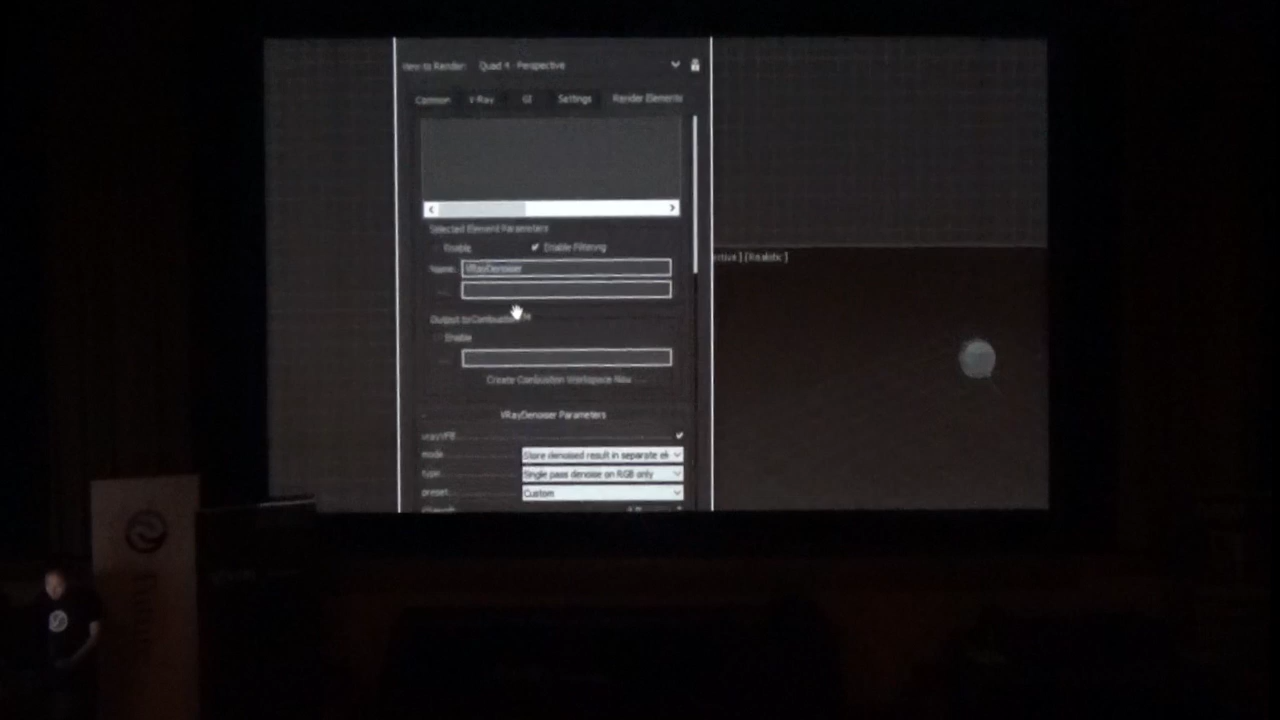 View to Render: Quad 4 - Perspective
Common V-Ray GI Settings Render Elements
Selected Element Parameters
Enable ✔ Enable Filtering
Name: VRayDenoiser
...
Output to Combustion
Enable
...
Create Combustion Workspace Now
VRayDenoiser Parameters
vrayVFB ✔
mode Store denoised result in separate el
type: Single pass denoise on RGB only
preset: Custom
ctive ] [Realistic ]